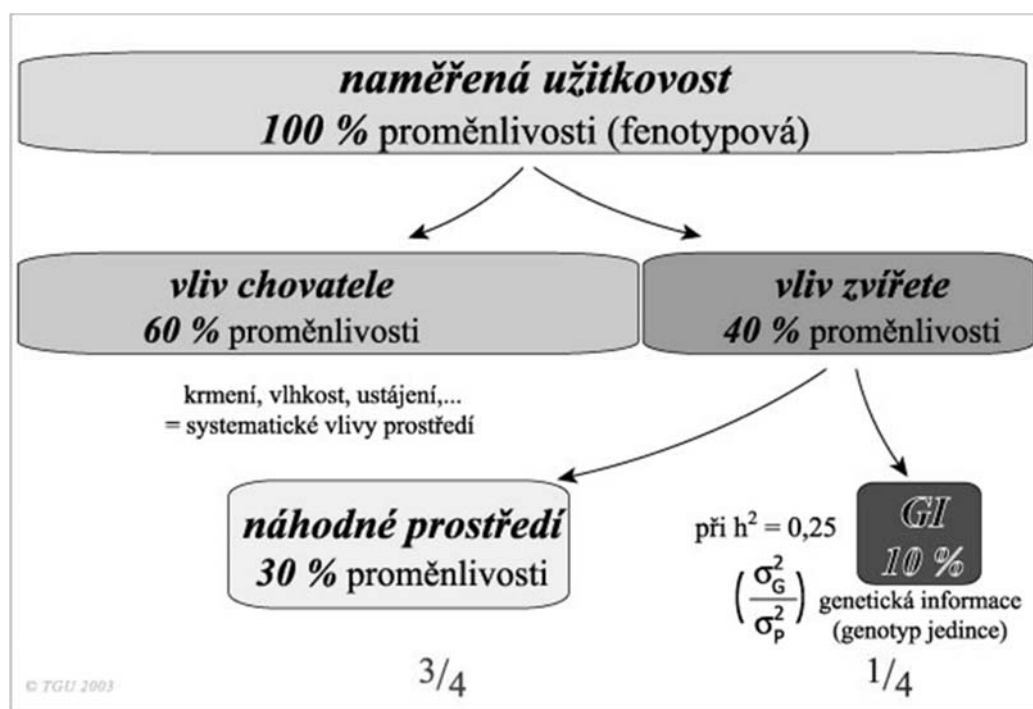 naměřená užitkovost
100 % proměnlivosti (fenotypová)
vliv chovatele
60 % proměnlivosti
vliv zvířete
40 % proměnlivosti
krmení, vlhkost, ustájení,...
= systematické vlivy prostředí
náhodné prostředí
30 % proměnlivosti
při h² = 0,25
(σ²G / σ²P)
GI
10 %
genetická informace
(genotyp jedince)
3/4
1/4
© TGU 2003